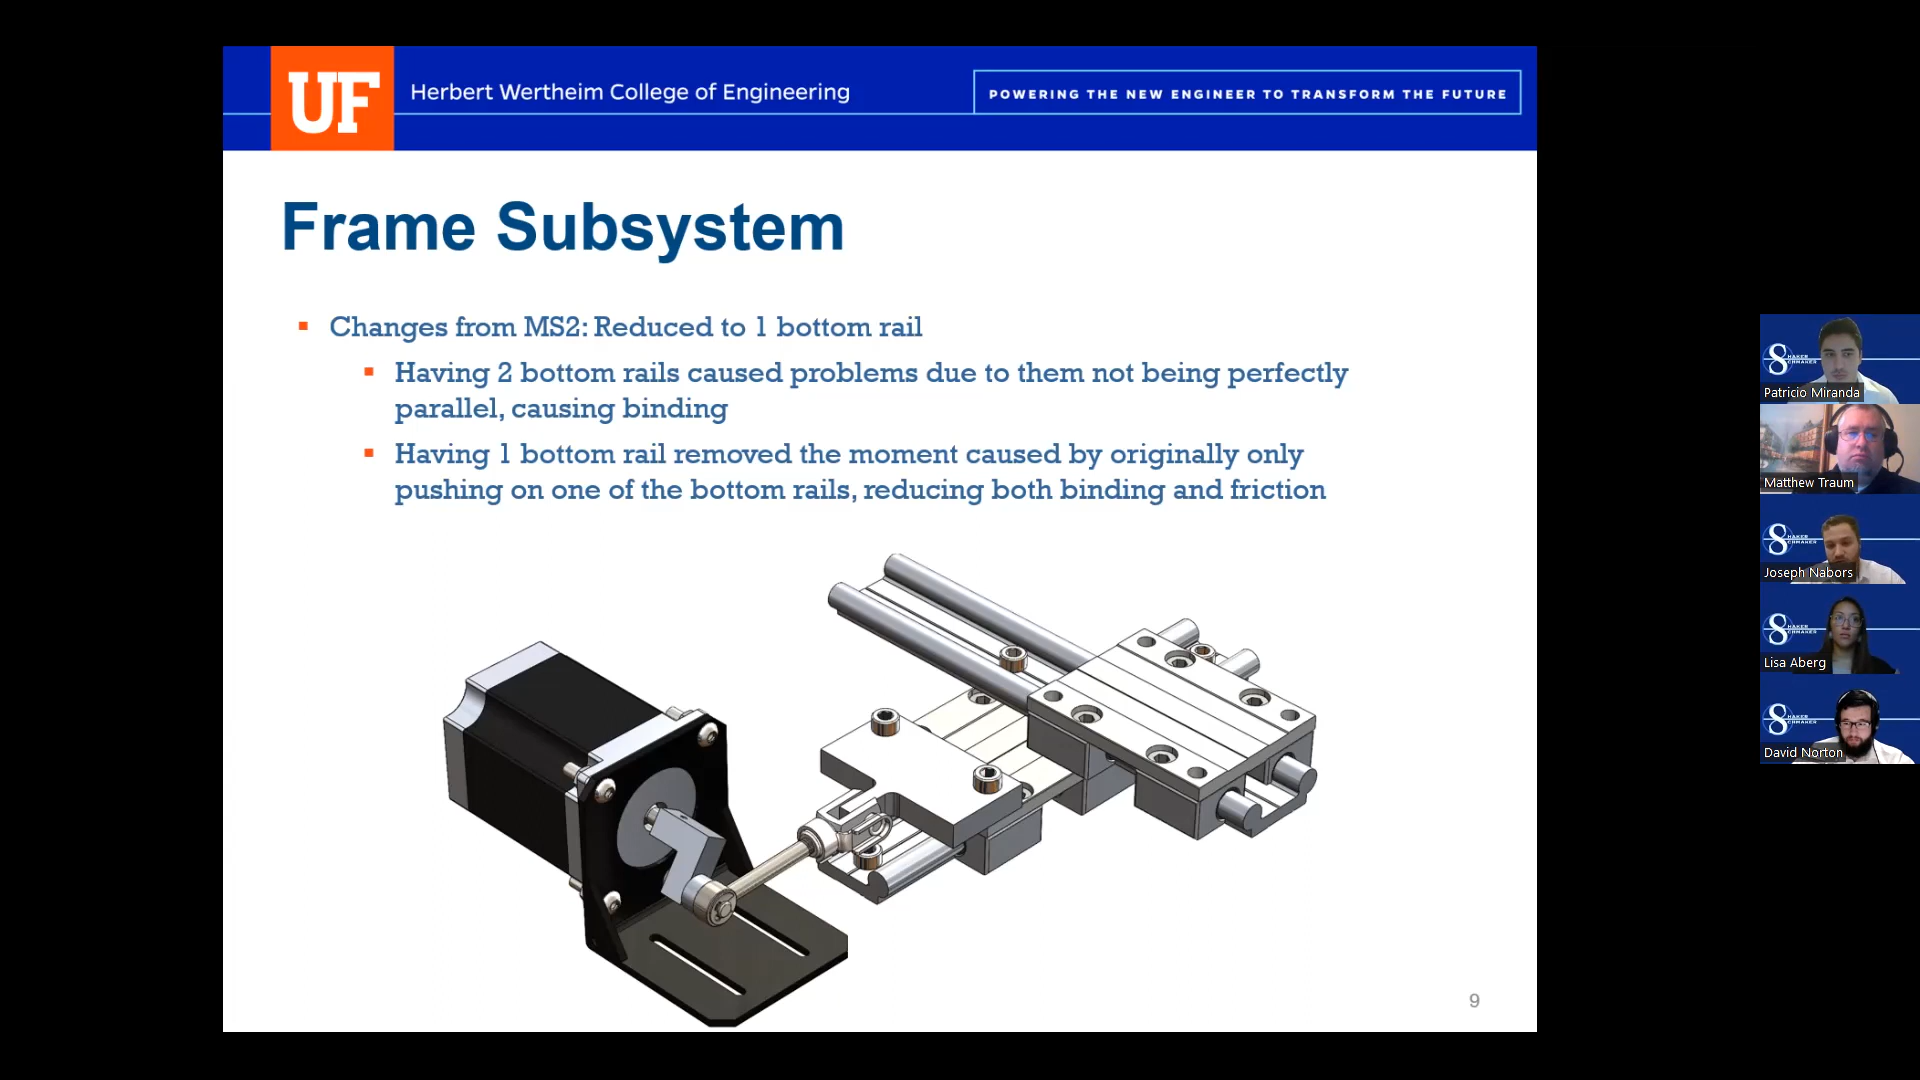 UF
Herbert Wertheim College of Engineering
POWERING THE NEW ENGINEER TO TRANSFORM THE FUTURE
Frame Subsystem
Changes from MS2: Reduced to 1 bottom rail
Having 2 bottom rails caused problems due to them not being perfectly
parallel, causing binding
Having 1 bottom rail removed the moment caused by originally only
pushing on one of the bottom rails, reducing both binding and friction
9
Patricio Miranda
Matthew Traum
Joseph Nabors
Lisa Aberg
David Norton